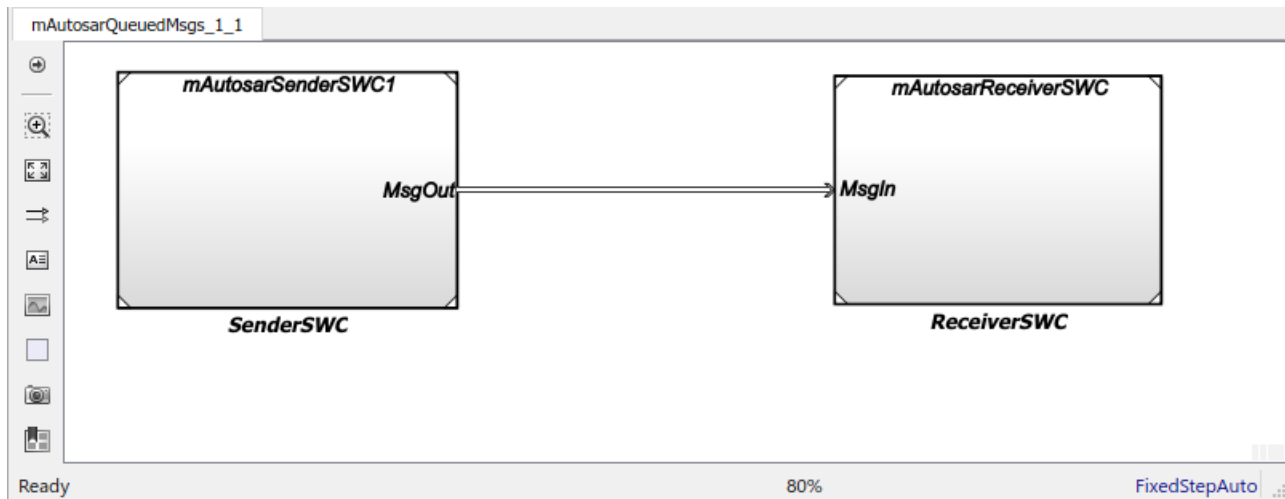 mAutosarQueuedMsgs_1_1
mAutosarSenderSWC1
mAutosarReceiverSWC
MsgOut
MsgIn
SenderSWC
ReceiverSWC
Ready
80%
FixedStepAuto